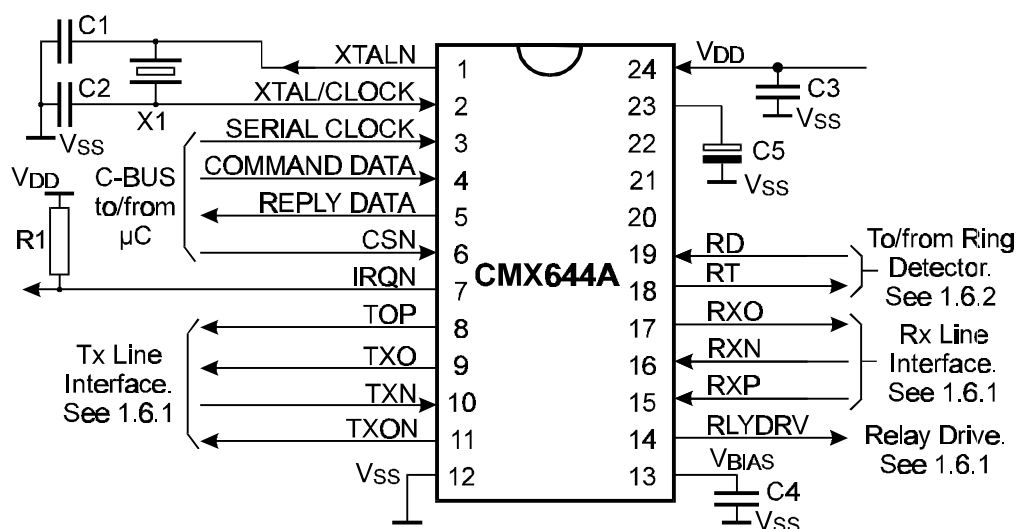 C1
XTALN
1
24
VDD
C2
X1
XTAL/CLOCK
2
23
C3
VSS
VSS
SERIAL CLOCK
3
22
C5
VSS
VDD
C-BUS
to/from
µC
COMMAND DATA
4
21
REPLY DATA
5
20
R1
CSN
6
19
RD
To/from Ring
Detector.
See 1.6.2
CMX644A
IRQN
7
18
RT
TOP
8
17
RXO
Tx Line
Interface.
See 1.6.1
TXO
9
16
RXN
Rx Line
Interface.
See 1.6.1
TXN
10
15
RXP
TXON
11
14
RLYDRV
Relay Drive.
See 1.6.1
VSS
12
13
VBIAS
C4
VSS